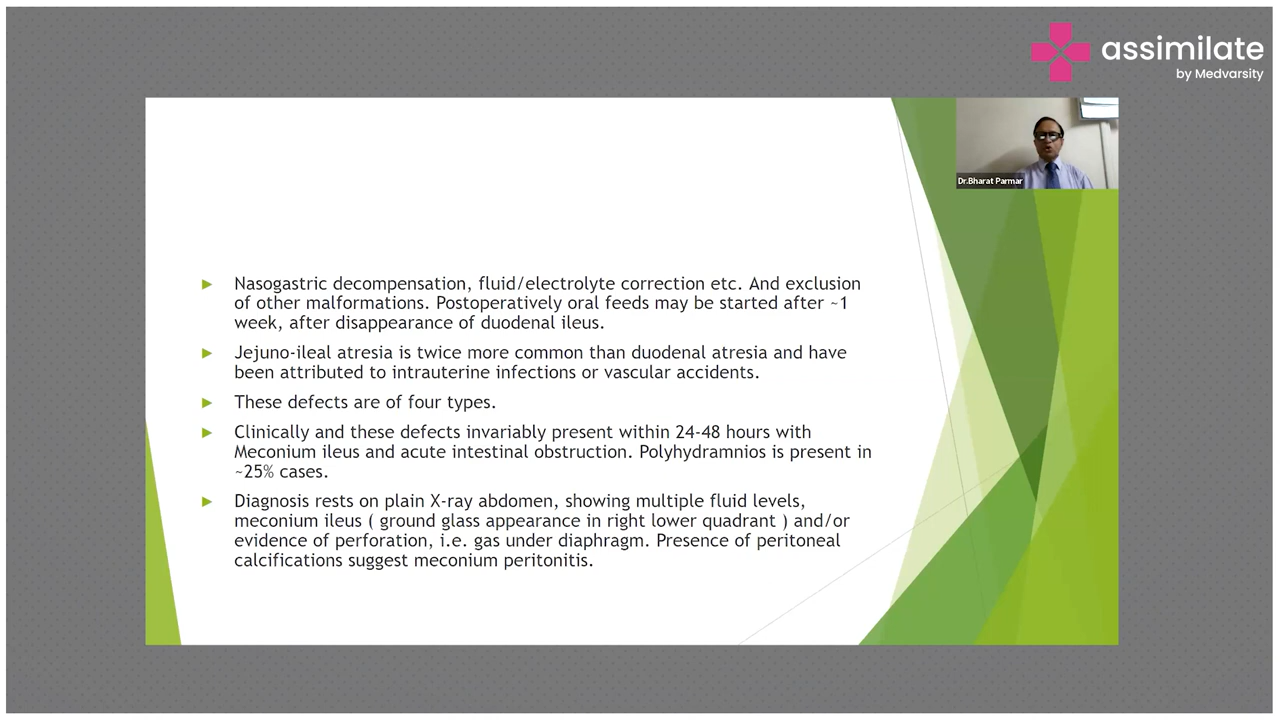 assimilate
by Medvarsity
Dr.Bharat Parmar
Nasogastric decompensation, fluid/electrolyte correction etc. And exclusion
of other malformations. Postoperatively oral feeds may be started after ~1
week, after disappearance of duodenal ileus.
Jejuno-ileal atresia is twice more common than duodenal atresia and have
been attributed to intrauterine infections or vascular accidents.
These defects are of four types.
Clinically and these defects invariably present within 24-48 hours with
Meconium ileus and acute intestinal obstruction. Polyhydramnios is present in
~25% cases.
Diagnosis rests on plain X-ray abdomen, showing multiple fluid levels,
meconium ileus ( ground glass appearance in right lower quadrant ) and/or
evidence of perforation, i.e. gas under diaphragm. Presence of peritoneal
calcifications suggest meconium peritonitis.